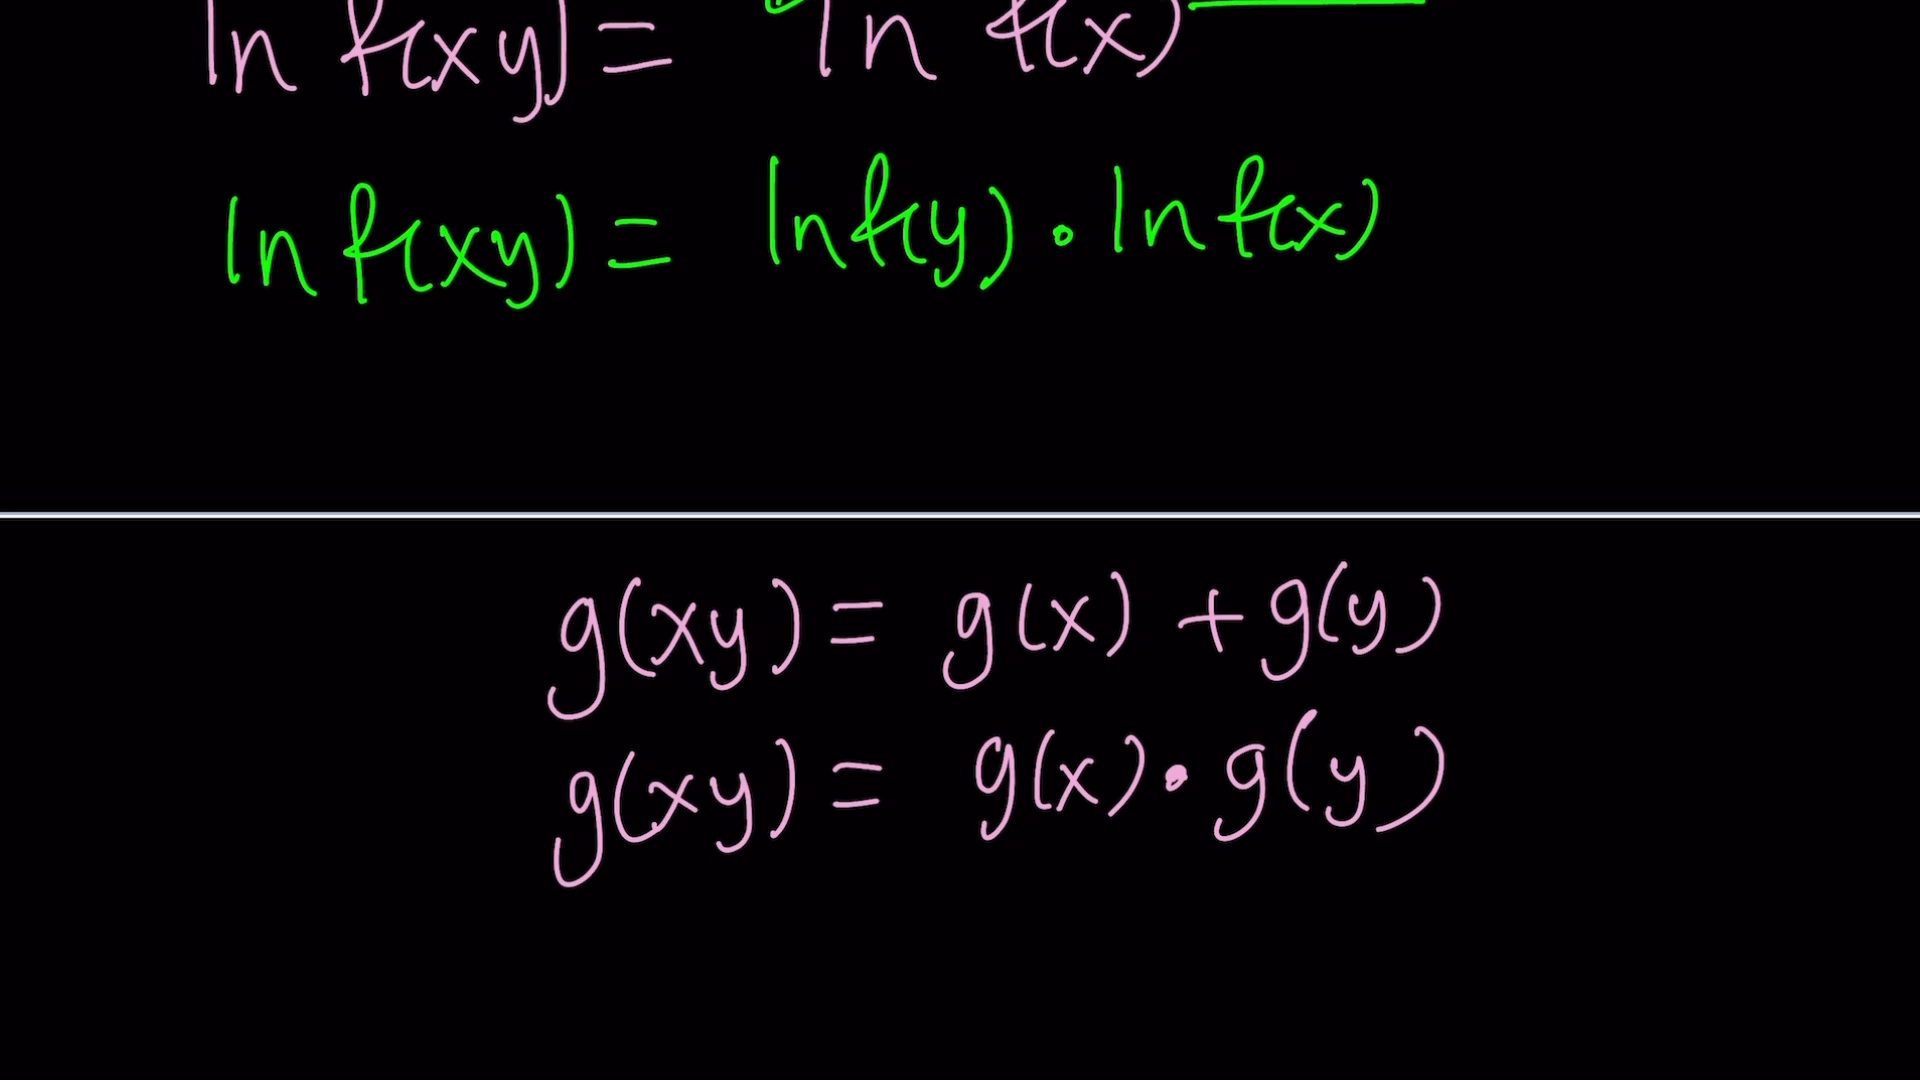 ln f(xy) = ln f(x)
ln f(xy) = ln f(y) · ln f(x)
g(xy) = g(x) + g(y)
g(xy) = g(x) · g(y)